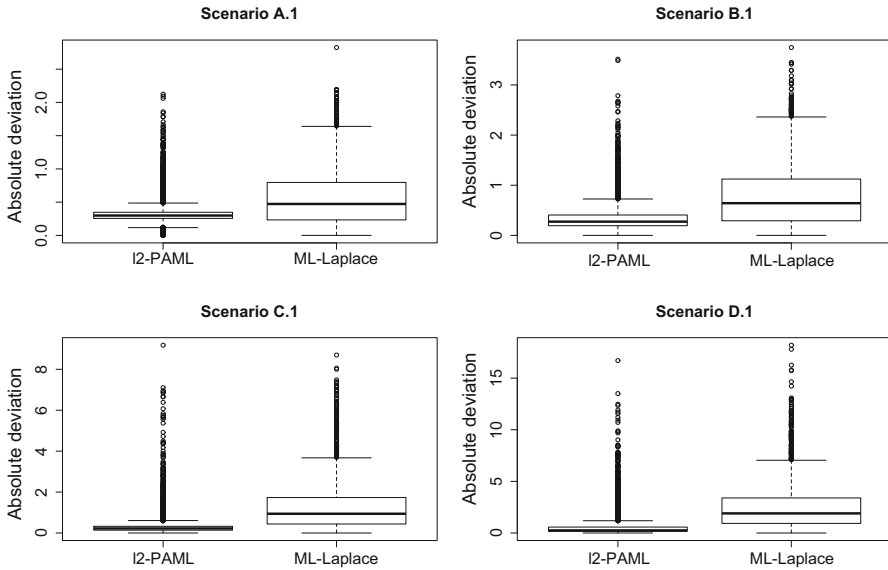 Scenario A.1
Absolute deviation
0.0
1.0
2.0
l2-PAML
ML-Laplace
Scenario B.1
Absolute deviation
0
1
2
3
l2-PAML
ML-Laplace
Scenario C.1
Absolute deviation
0
2
4
6
8
l2-PAML
ML-Laplace
Scenario D.1
Absolute deviation
0
5
10
15
l2-PAML
ML-Laplace